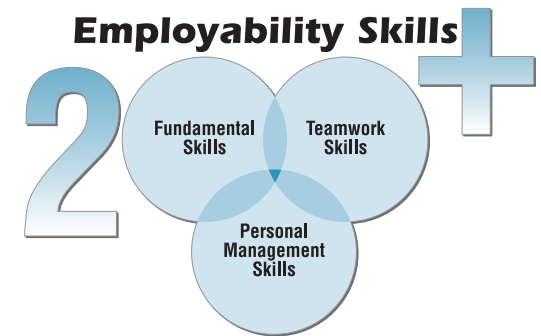 Employability Skills
2
+
Fundamental
Skills
Teamwork
Skills
Personal
Management
Skills